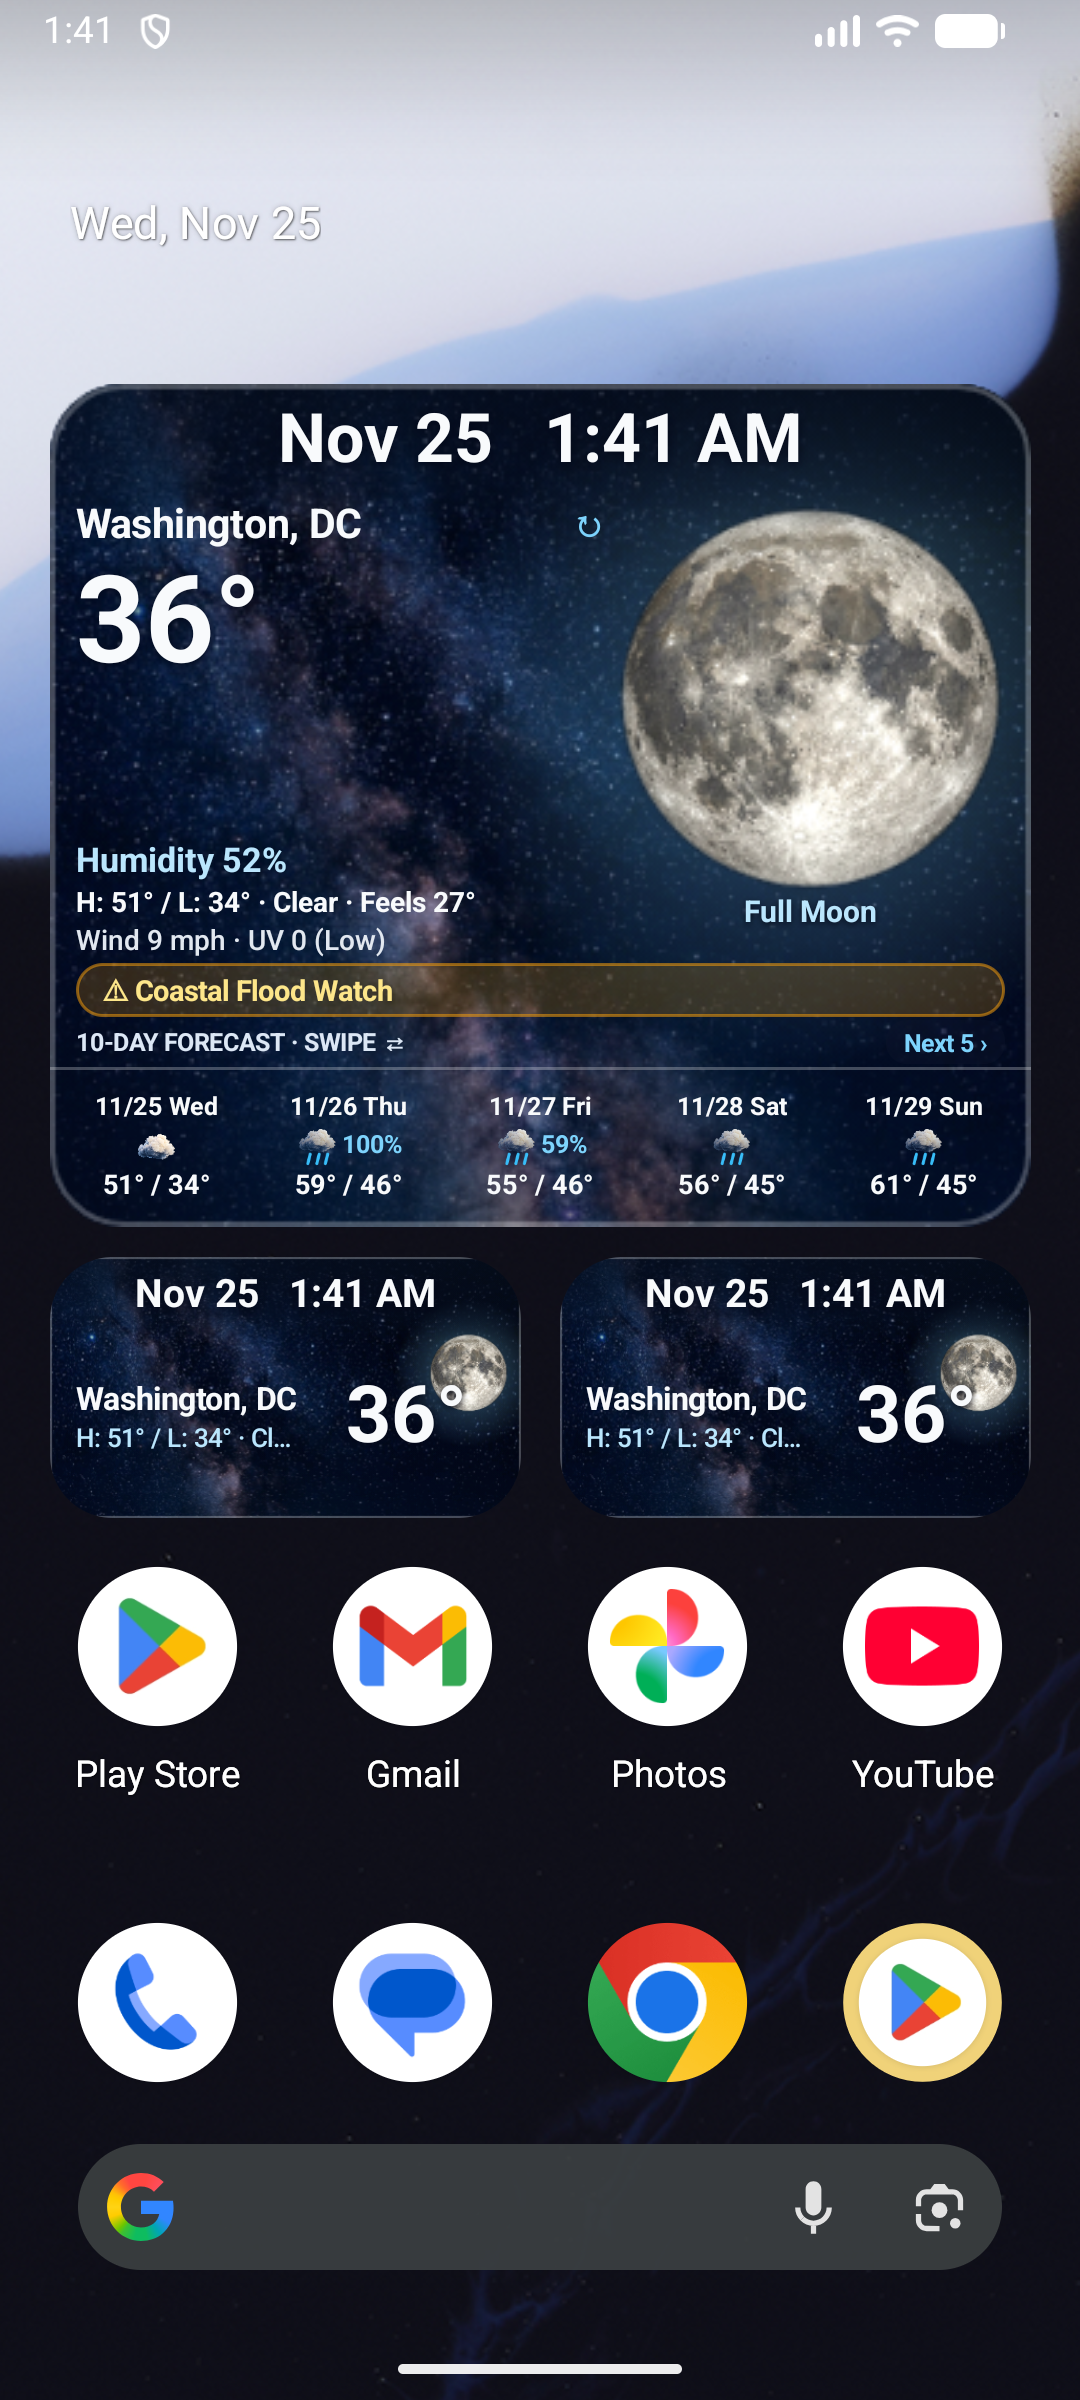 1:41
Wed, Nov 25
Nov 25 1:41 AM
Washington, DC ↻
36°
Humidity 52%
H: 51° / L: 34° · Clear · Feels 27°
Wind 9 mph · UV 0 (Low)
Full Moon
⚠ Coastal Flood Watch
10-DAY FORECAST · SWIPE ⇄ Next 5 ›
11/25 Wed 11/26 Thu 11/27 Fri 11/28 Sat 11/29 Sun
100% 59%
51° / 34° 59° / 46° 55° / 46° 56° / 45° 61° / 45°
Nov 25 1:41 AM
Washington, DC 36°
H: 51° / L: 34° · Cl...
Nov 25 1:41 AM
Washington, DC 36°
H: 51° / L: 34° · Cl...
Play Store Gmail Photos YouTube